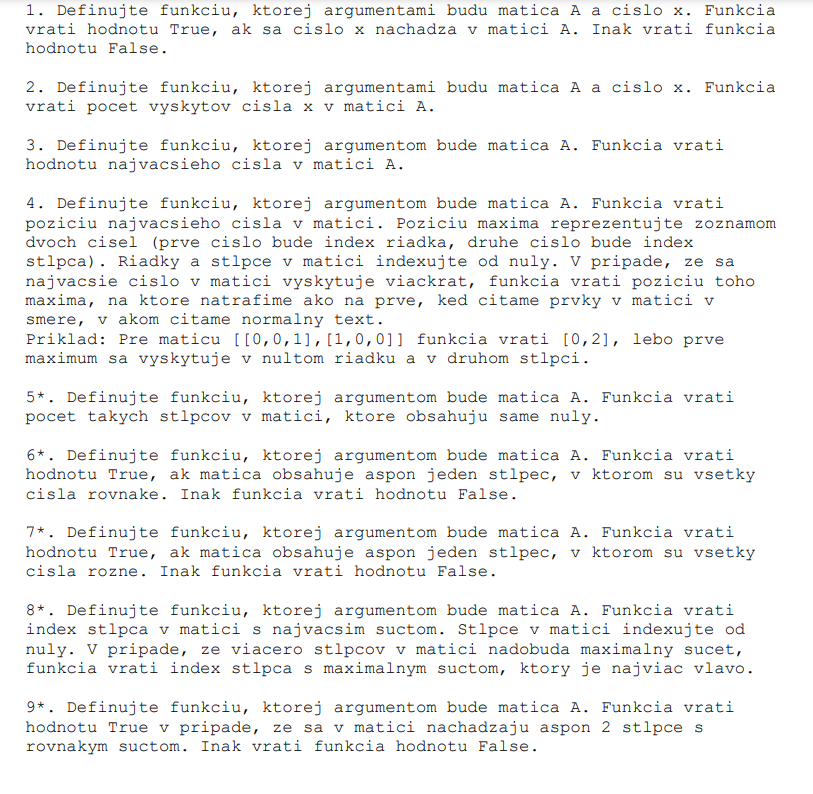 1. Definujte funkciu, ktorej argumentami budu matica A a cislo x. Funkcia
vrati hodnotu True, ak sa cislo x nachadza v matici A. Inak vrati funkcia
hodnotu False.
2. Definujte funkciu, ktorej argumentami budu matica A a cislo x. Funkcia
vrati pocet vyskytov cisla x v matici A.
3. Definujte funkciu, ktorej argumentom bude matica A. Funkcia vrati
hodnotu najvacsieho cisla v matici A.
4. Definujte funkciu, ktorej argumentom bude matica A. Funkcia vrati
poziciu najvacsieho cisla v matici. Poziciu maxima reprezentujte zoznamom
dvoch cisel (prve cislo bude index riadka, druhe cislo bude index
stlpca). Riadky a stlpce v matici indexujte od nuly. V pripade, ze sa
najvacsie cislo v matici vyskytuje viackrat, funkcia vrati poziciu toho
maxima, na ktore natrafime ako na prve, ked citame prvky v matici v
smere, v akom citame normalny text.
Priklad: Pre maticu [[0,0,1],[1,0,0]] funkcia vrati [0,2], lebo prve
maximum sa vyskytuje v nultom riadku a v druhom stlpci.
5*. Definujte funkciu, ktorej argumentom bude matica A. Funkcia vrati
pocet takych stlpcov v matici, ktore obsahuju same nuly.
6*. Definujte funkciu, ktorej argumentom bude matica A. Funkcia vrati
hodnotu True, ak matica obsahuje aspon jeden stlpec, v ktorom su vsetky
cisla rovnake. Inak funkcia vrati hodnotu False.
7*. Definujte funkciu, ktorej argumentom bude matica A. Funkcia vrati
hodnotu True, ak matica obsahuje aspon jeden stlpec, v ktorom su vsetky
cisla rozne. Inak funkcia vrati hodnotu False.
8*. Definujte funkciu, ktorej argumentom bude matica A. Funkcia vrati
index stlpca v matici s najvacsim suctom. Stlpce v matici indexujte od
nuly. V pripade, ze viacero stlpcov v matici nadobuda maximalny sucet,
funkcia vrati index stlpca s maximalnym suctom, ktory je najviac vlavo.
9*. Definujte funkciu, ktorej argumentom bude matica A. Funkcia vrati
hodnotu True v pripade, ze sa v matici nachadzaju aspon 2 stlpce s
rovnakym suctom. Inak vrati funkcia hodnotu False.